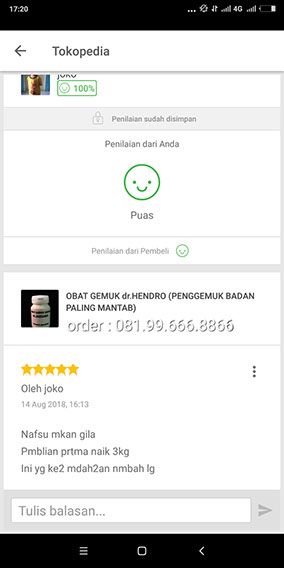 17:20
... 4G
Tokopedia
joko
100%
Penilaian sudah disimpan
Penilaian dari Anda
Puas
Penilaian dari Pembeli
OBAT GEMUK dr.HENDRO (PENGGEMUK BADAN
PALING MANTAB)
order : 081.99.666.8866
Oleh joko
14 Aug 2018, 16:13
Nafsu mkan gila
Pmblian prtma naik 3kg
Ini yg ke2 mdah2an nmbah lg
Tulis balasan...